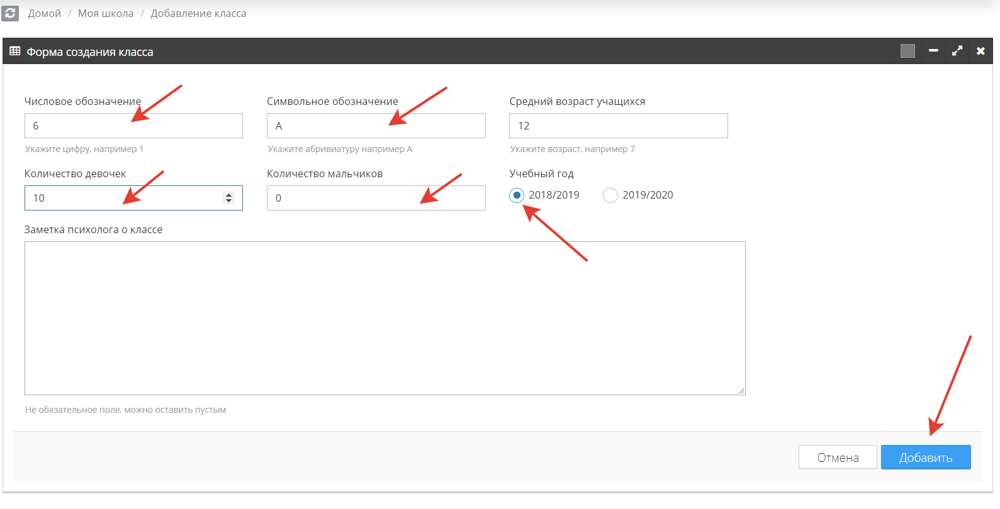 Домой / Моя школа / Добавление класса
Форма создания класса
Числовое обозначение
Символьное обозначение
Средний возраст учащихся
6
А
12
Укажите цифру, например 1
Укажите абривиатуру например А
Укажите возраст, например 7
Количество девочек
Количество мальчиков
Учебный год
10
0
2018/2019
2019/2020
Заметка психолога о классе
Не обязательное поле, можно оставить пустым
Отмена
Добавить